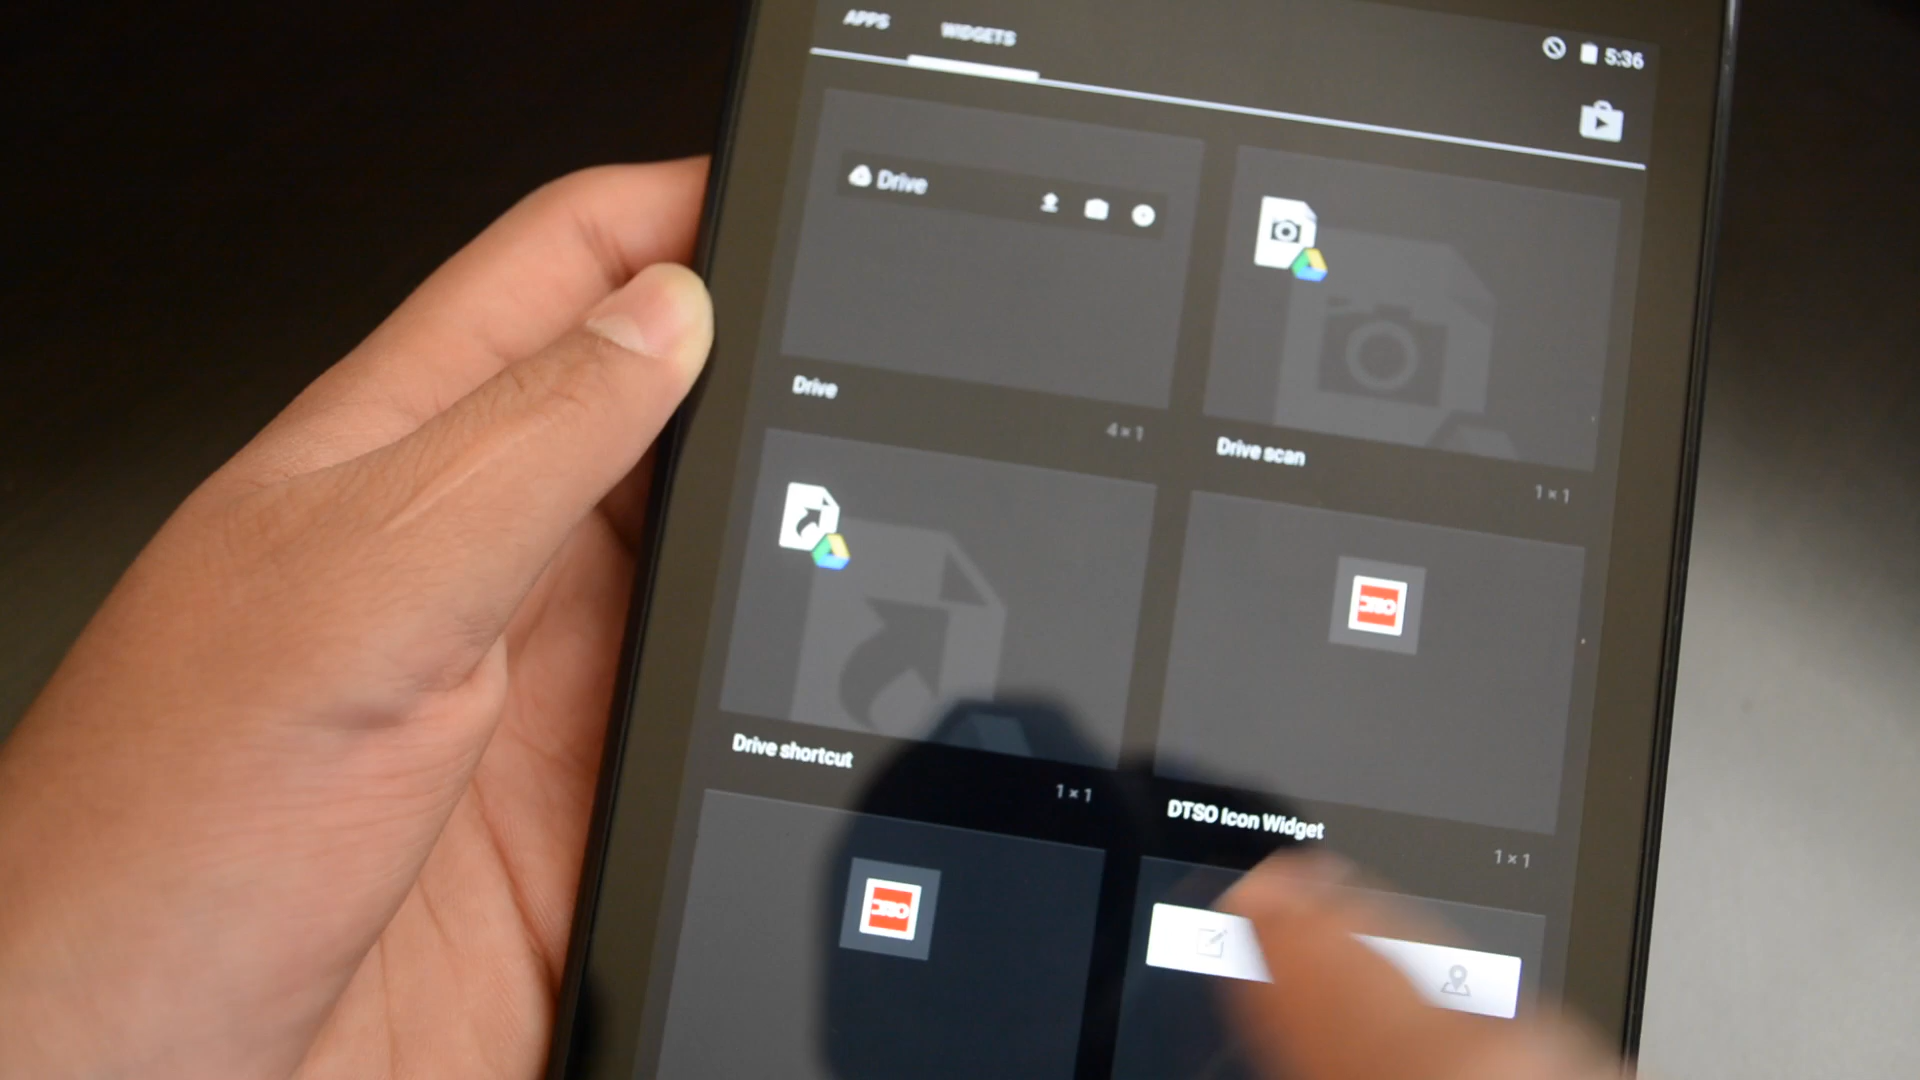 APPS WIDGETS
5:36
Drive
Drive
4 × 1
Drive scan
1 × 1
Drive shortcut
1 × 1
DTSO Icon Widget
1 × 1